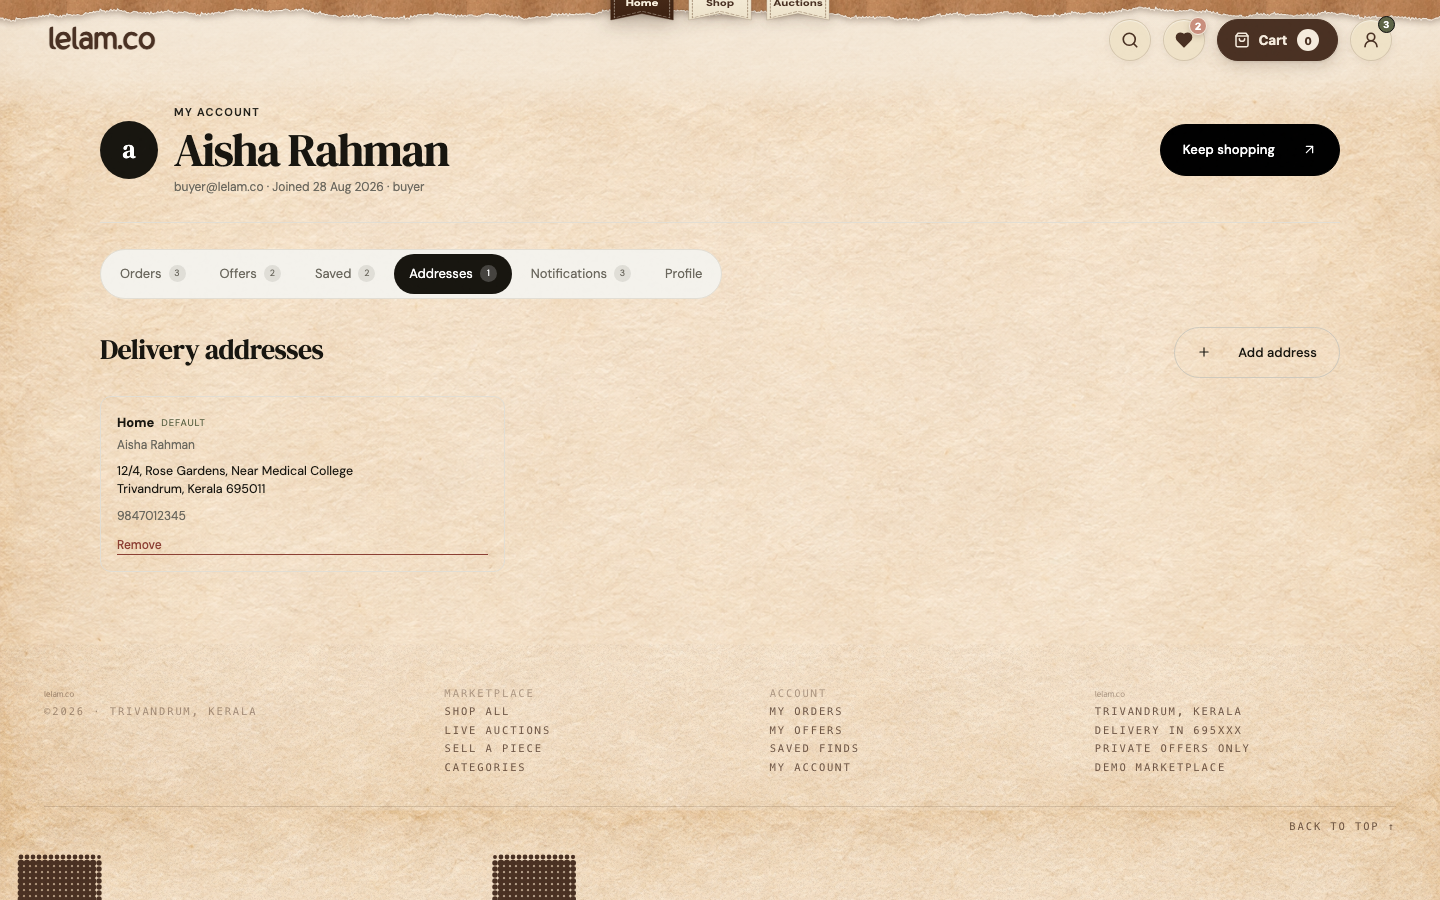 Home
Shop
Auctions
lelam.co
2
Cart 0
3
MY ACCOUNT
a
Aisha Rahman
buyer@lelam.co · Joined 28 Aug 2026 · buyer
Keep shopping
Orders 3
Offers 2
Saved 2
Addresses 1
Notifications 3
Profile
Delivery addresses
+ Add address
Home DEFAULT
Aisha Rahman
12/4, Rose Gardens, Near Medical College
Trivandrum, Kerala 695011
9847012345
Remove
lelam.co
©2026 · TRIVANDRUM, KERALA
MARKETPLACE
SHOP ALL
LIVE AUCTIONS
SELL A PIECE
CATEGORIES
ACCOUNT
MY ORDERS
MY OFFERS
SAVED FINDS
MY ACCOUNT
lelam.co
TRIVANDRUM, KERALA
DELIVERY IN 695XXX
PRIVATE OFFERS ONLY
DEMO MARKETPLACE
BACK TO TOP ↑